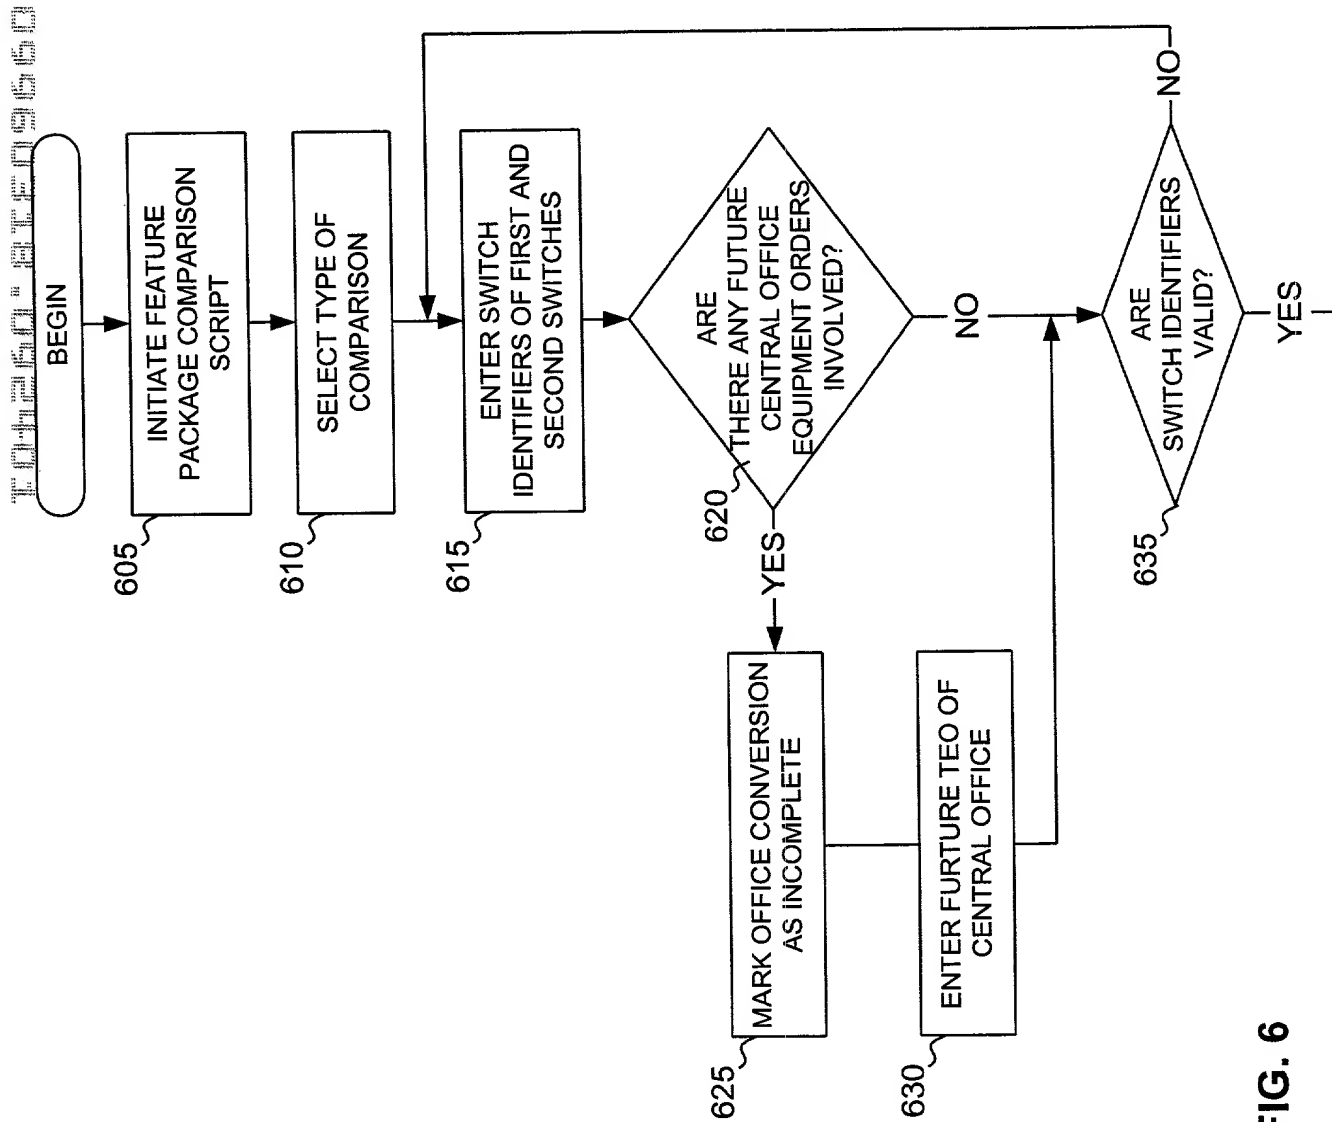 BEGIN
INITIATE FEATURE
PACKAGE COMPARISON
SCRIPT
605
SELECT TYPE OF
COMPARISON
610
ENTER SWITCH
IDENTIFIERS OF FIRST AND
SECOND SWITCHES
615
ARE
THERE ANY FUTURE
CENTRAL OFFICE
EQUIPMENT ORDERS
INVOLVED?
620
YES
NO
MARK OFFICE CONVERSION
AS INCOMPLETE
625
ENTER FURTURE TEO OF
CENTRAL OFFICE
630
ARE
SWITCH IDENTIFIERS
VALID?
635
NO
YES
FIG. 6